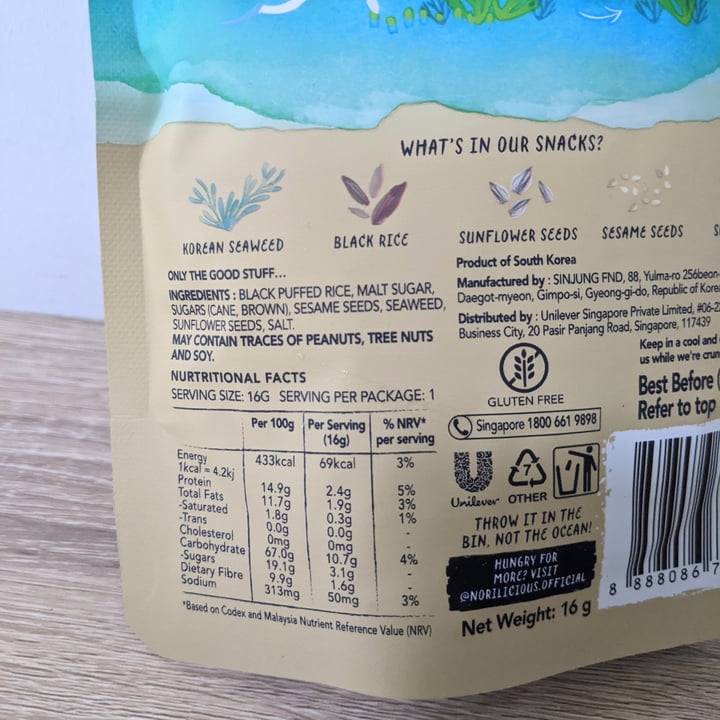 WHAT'S IN OUR SNACKS?
KOREAN SEAWEED
BLACK RICE
SUNFLOWER SEEDS
SESAME SEEDS
ONLY THE GOOD STUFF...
INGREDIENTS : BLACK PUFFED RICE, MALT SUGAR,
SUGARS (CANE, BROWN), SESAME SEEDS, SEAWEED,
SUNFLOWER SEEDS, SALT.
MAY CONTAIN TRACES OF PEANUTS, TREE NUTS
AND SOY.
NURTRITIONAL FACTS
SERVING SIZE: 16G SERVING PER PACKAGE: 1
Per 100g Per Serving (16g) % NRV* per serving
Energy 433kcal 69kcal 3%
1kcal = 4.2kj
Protein 14.9g 2.4g 5%
Total Fats 11.7g 1.9g 3%
-Saturated 1.8g 0.3g 1%
-Trans 0.0g 0.0g -
Cholesterol 0mg 0mg -
Carbohydrate 67.0g 10.7g 4%
-Sugars 19.1g 3.1g -
Dietary Fibre 9.9g 1.6g -
Sodium 313mg 50mg 3%
*Based on Codex and Malaysia Nutrient Reference Value (NRV)
Product of South Korea
Manufactured by : SINJUNG FND, 88, Yulma-ro 256beon-
Daegot-myeon, Gimpo-si, Gyeong-gi-do, Republic of Korea
Distributed by : Unilever Singapore Private Limited, #06-22
Business City, 20 Pasir Panjang Road, Singapore, 117439
GLUTEN FREE
Keep in a cool and
us while we're crun
Best Before (
Refer to top
Singapore 1800 661 9898
Unilever
7
OTHER
THROW IT IN THE
BIN, NOT THE OCEAN!
HUNGRY FOR
MORE? VISIT
@NORILICIOUS.OFFICIAL
Net Weight: 16 g
8 888086 7